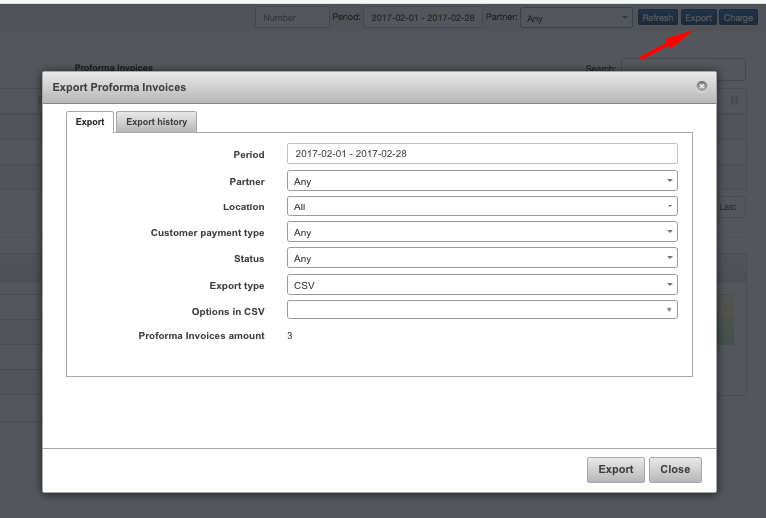 Number Period: 2017-02-01 - 2017-02-28 Partner: Any Refresh Export Charge
Proforma Invoices Search:
Export Proforma Invoices
Export Export history
Period 2017-02-01 - 2017-02-28
Partner Any
Location All
Last
Customer payment type Any
Status Any
Export type CSV
Options in CSV
Proforma Invoices amount 3
Export Close